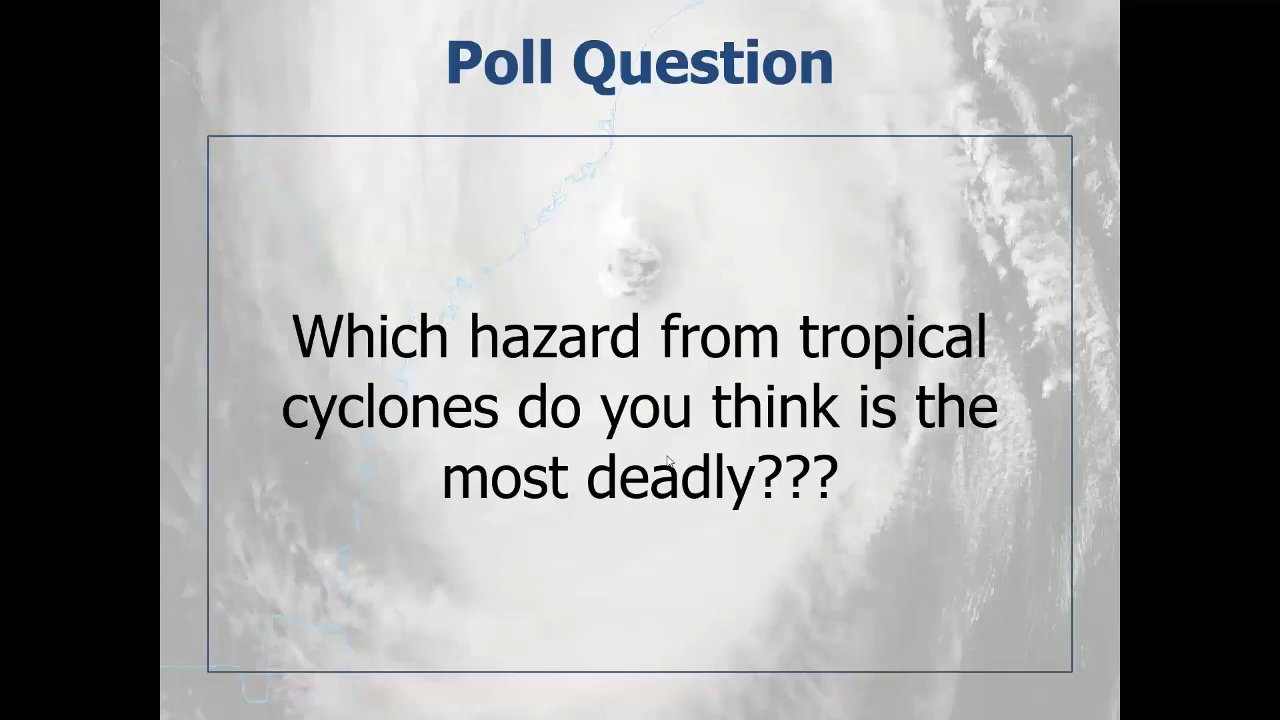 Poll Question
Which hazard from tropical
cyclones do you think is the
most deadly???